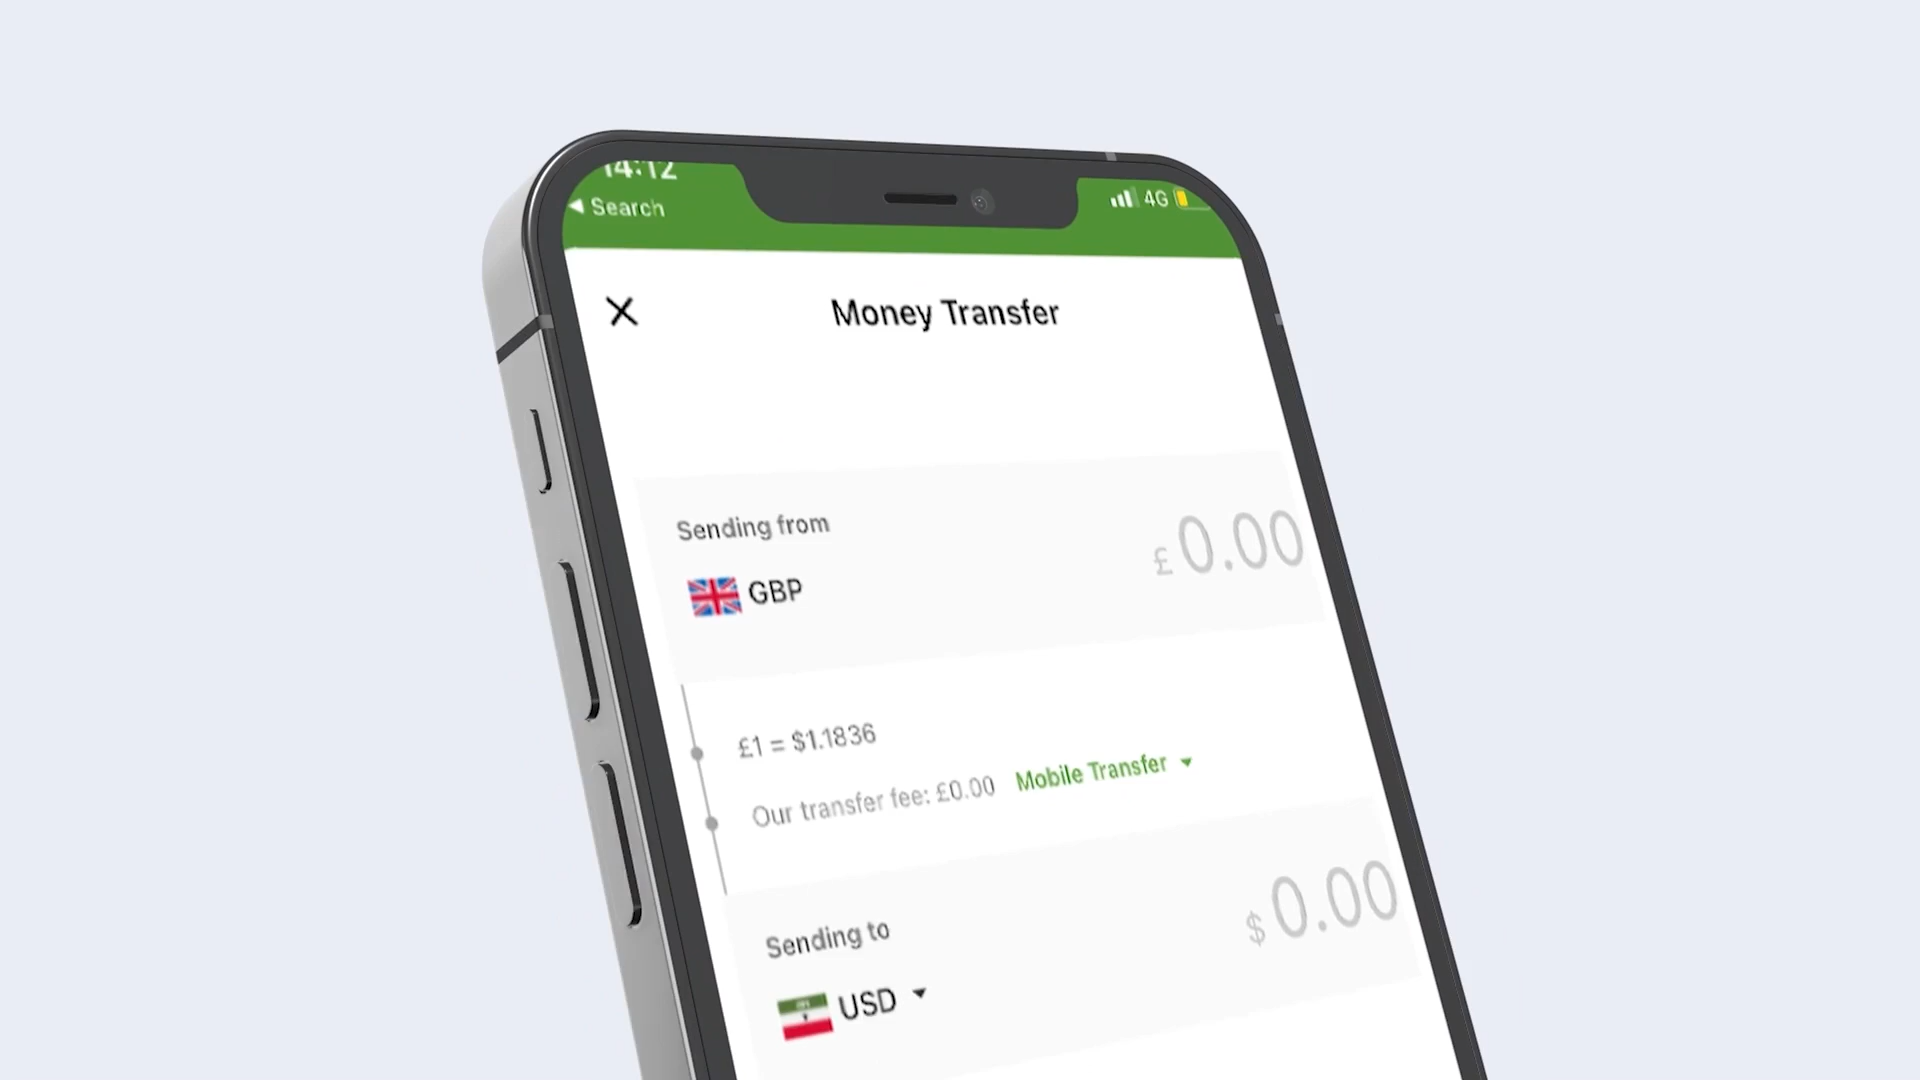 14:12
Search
4G
Money Transfer
Sending from
£ 0.00
GBP
£1 = $1.1836
Our transfer fee: £0.00 Mobile Transfer
Sending to
$ 0.00
USD